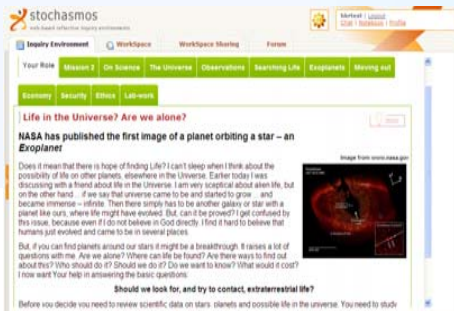 stochasmos
web-based reflective inquiry environments
Logout
Chat | Notebook | Profile
Inquiry Environment WorkSpace WorkSpace Sharing Forum
Your Role Mission 2 On Science The Universe Observations Searching Life Exoplanets Moving out
Economy Security Ethics Lab-work
Life in the Universe? Are we alone?
NASA has published the first image of a planet orbiting a star – an
Exoplanet
Image from www.nasa.gov
Does it mean that there is hope of finding Life? I can't sleep when I think about the
possibility of life on other planets, elsewhere in the Universe. Earlier today I was
discussing with a friend about life in the Universe. I am very sceptical about alien life, but
on the other hand... if we say that universe came to be and started to grow ... and
became immense – infinite. Then there simply has to be another galaxy or star with a
planet like ours, where life might have evolved. But, can it be proved? I get confused by
this issue, because even if I do not believe in God directly. I find it hard to believe that
humans just evolved and came to be in several places.
But, if you can find planets around our stars it might be a breakthrough. It raises a lot of
questions with me. Are we alone? Where can life be found? Are there ways to find out
about this? Who should do it? Should we do it? Do we want to know? What would it cost?
I now want Your help in answering the basic questions:
Should we look for, and try to contact, extraterrestrial life?
Before you decide you need to review scientific data on stars, planets and possible life in the universe. You need to study